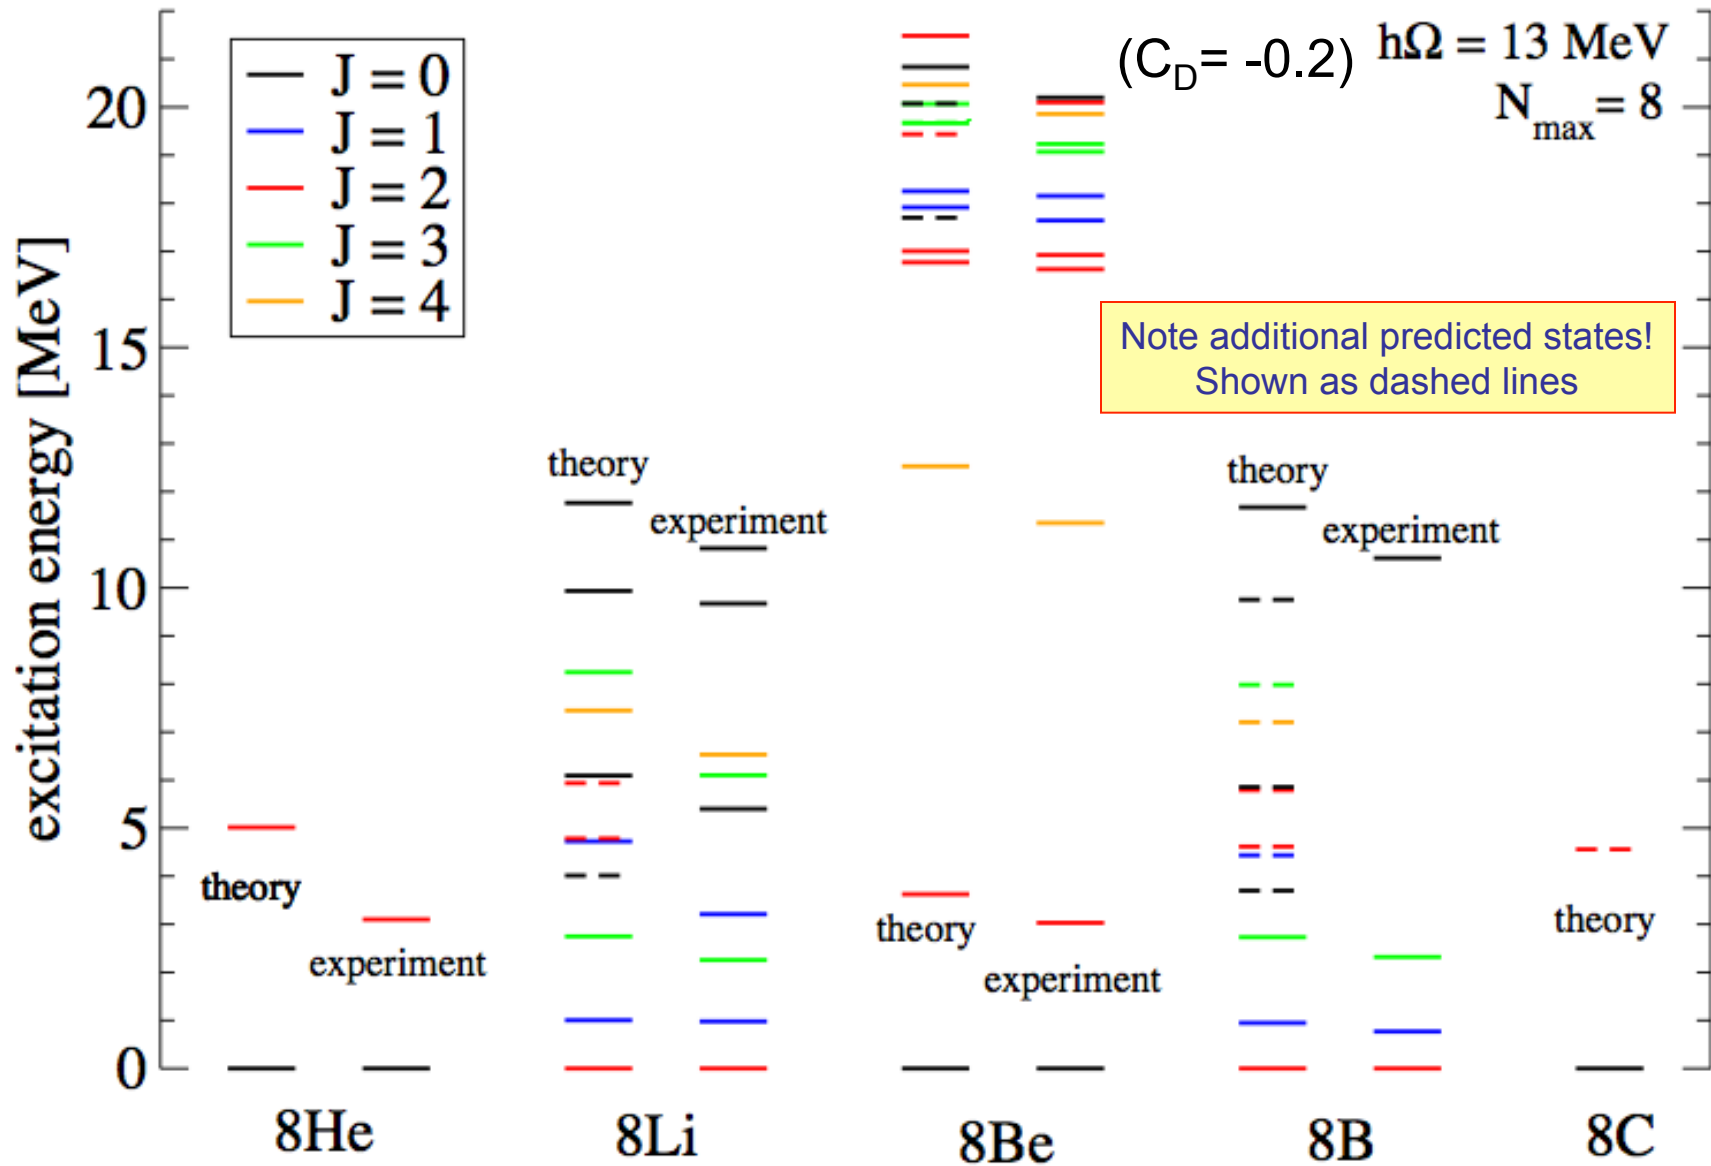 J = 0
J = 1
J = 2
J = 3
J = 4
(C_D= -0.2)
hΩ = 13 MeV
N_max = 8
excitation energy [MeV]
20
15
10
5
0
Note additional predicted states!
Shown as dashed lines
theory
experiment
theory
experiment
theory
experiment
theory
experiment
theory
8He
8Li
8Be
8B
8C